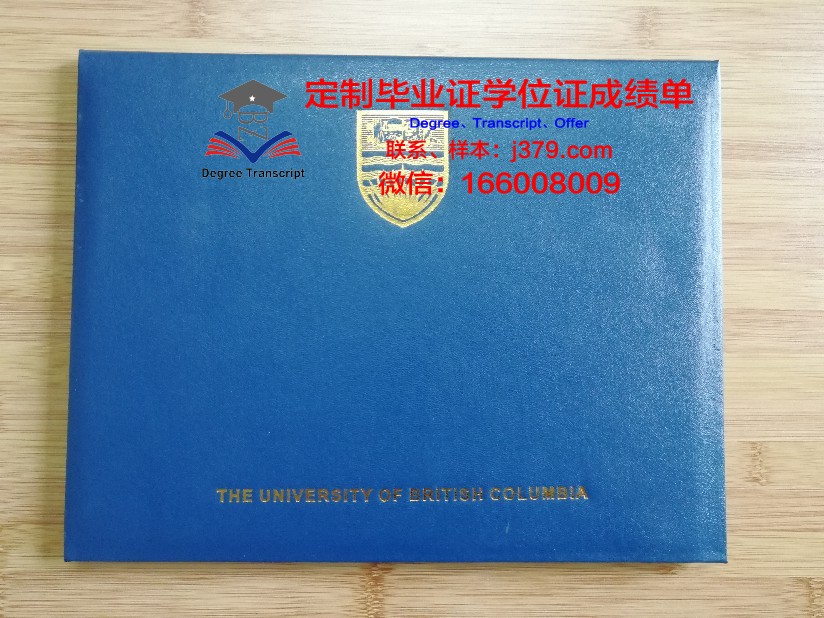 定制毕业证学位证成绩单
Degree、Transcript、Offer
联系、样本：j379.com
微信：166008009
Degree Transcript
THE UNIVERSITY OF BRITISH COLUMBIA